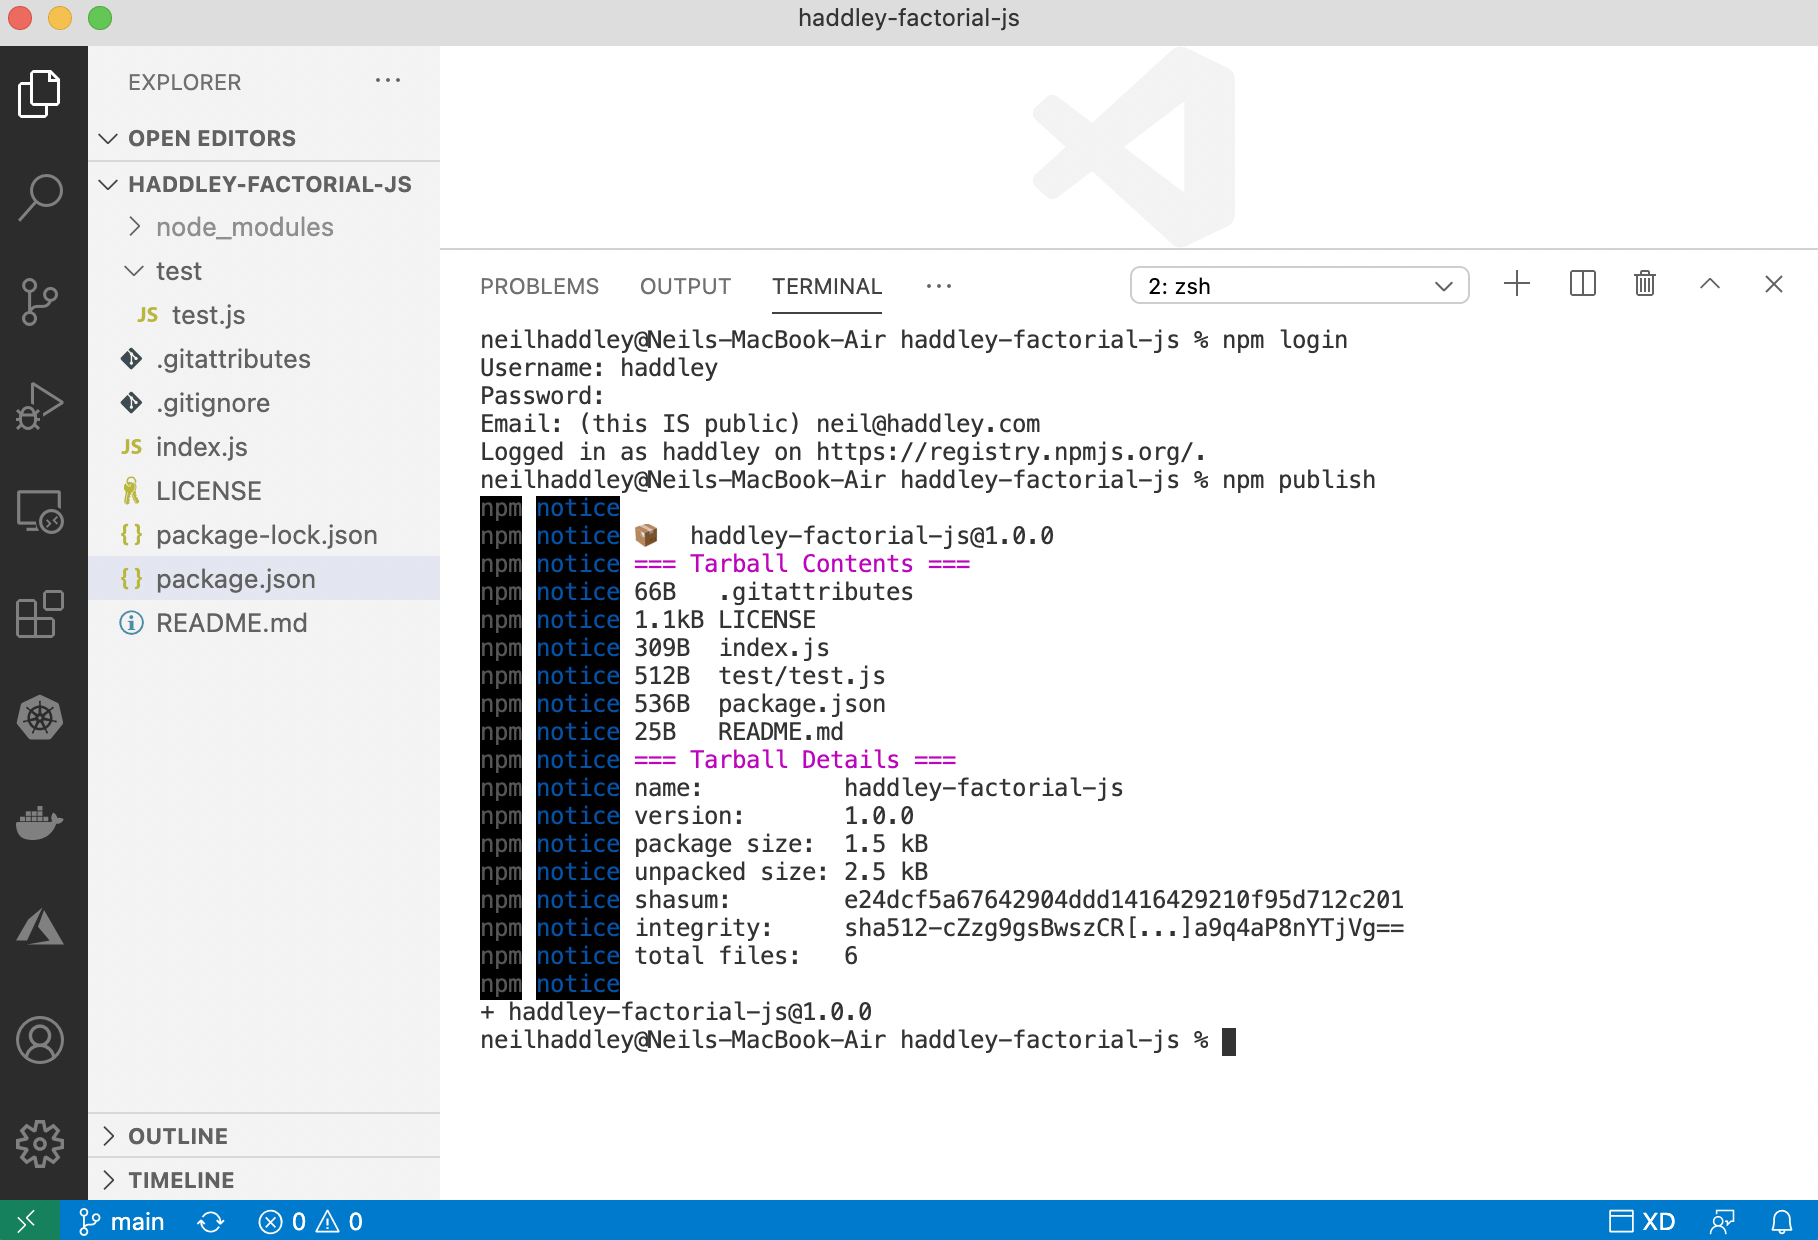 haddley-factorial-js
EXPLORER
OPEN EDITORS
HADDLEY-FACTORIAL-JS
node_modules
test
JS test.js
.gitattributes
.gitignore
JS index.js
LICENSE
{} package-lock.json
{} package.json
README.md
OUTLINE
TIMELINE
PROBLEMS OUTPUT TERMINAL ··· 2: zsh
neilhaddley@Neils-MacBook-Air haddley-factorial-js % npm login
Username: haddley
Password:
Email: (this IS public) neil@haddley.com
Logged in as haddley on https://registry.npmjs.org/.
neilhaddley@Neils-MacBook-Air haddley-factorial-js % npm publish
npm notice
npm notice 📦 haddley-factorial-js@1.0.0
npm notice === Tarball Contents ===
npm notice 66B .gitattributes
npm notice 1.1kB LICENSE
npm notice 309B index.js
npm notice 512B test/test.js
npm notice 536B package.json
npm notice 25B README.md
npm notice === Tarball Details ===
npm notice name: haddley-factorial-js
npm notice version: 1.0.0
npm notice package size: 1.5 kB
npm notice unpacked size: 2.5 kB
npm notice shasum: e24dcf5a67642904ddd1416429210f95d712c201
npm notice integrity: sha512-cZzg9gsBwszCR[...]a9q4aP8nYTjVg==
npm notice total files: 6
npm notice
+ haddley-factorial-js@1.0.0
neilhaddley@Neils-MacBook-Air haddley-factorial-js %
main 0 0 XD